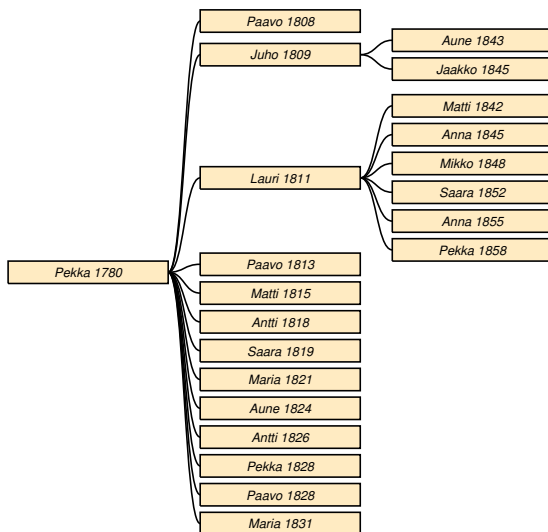 Pekka 1780
Paavo 1808
Juho 1809
Aune 1843
Jaakko 1845
Lauri 1811
Matti 1842
Anna 1845
Mikko 1848
Saara 1852
Anna 1855
Pekka 1858
Paavo 1813
Matti 1815
Antti 1818
Saara 1819
Maria 1821
Aune 1824
Antti 1826
Pekka 1828
Paavo 1828
Maria 1831